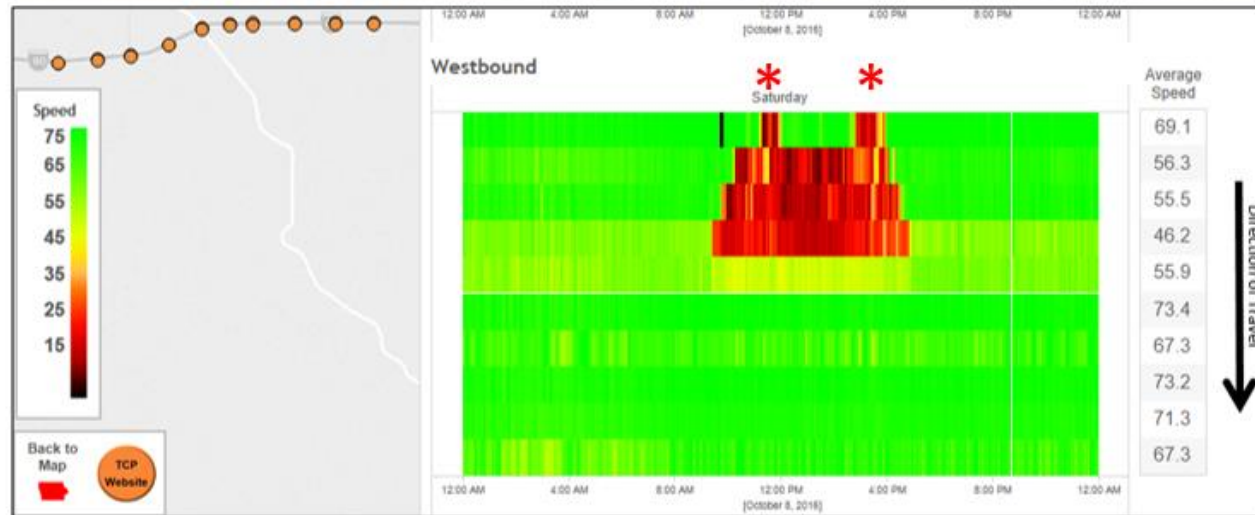 12:00 AM 4:00 AM 8:00 AM 12:00 PM 4:00 PM 8:00 PM 12:00 AM
[October 8, 2016]
80
Westbound
* *
Saturday
Average
Speed
Speed
75
65
55
45
35
25
15
69.1
56.3
55.5
46.2
55.9
73.4
67.3
73.2
71.3
67.3
Direction of Travel
Back to
Map
TCP
Website
12:00 AM 4:00 AM 8:00 AM 12:00 PM 4:00 PM 8:00 PM 12:00 AM
[October 8, 2016]